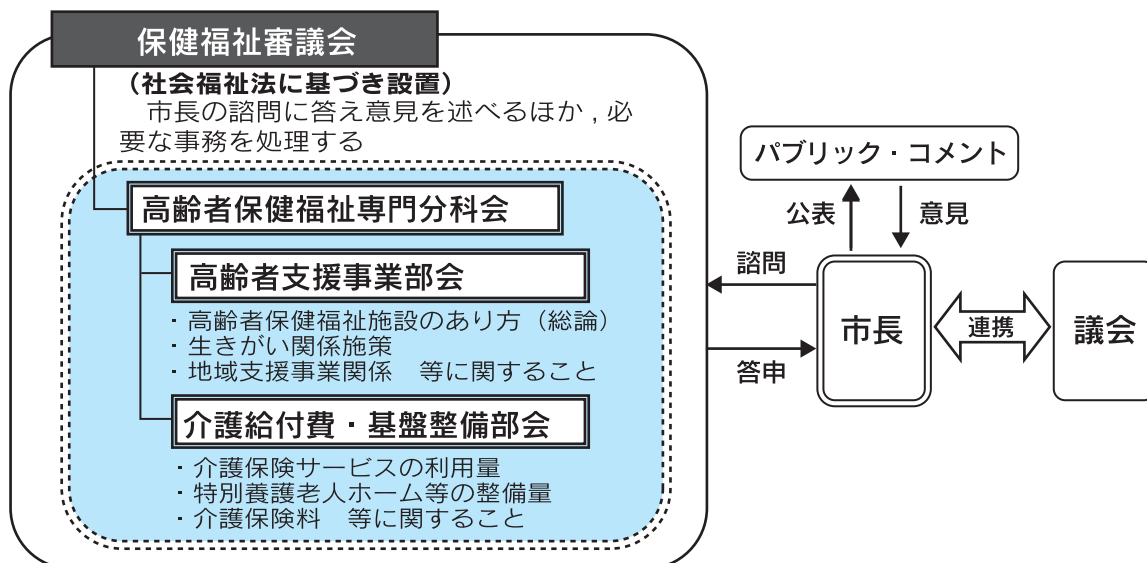 保健福祉審議会
（社会福祉法に基づき設置）
市長の諮問に答え意見を述べるほか，必
要な事務を処理する
高齢者保健福祉専門分科会
高齢者支援事業部会
・高齢者保健福祉施設のあり方（総論）
・生きがい関係施策
・地域支援事業関係　等に関すること
介護給付費・基盤整備部会
・介護保険サービスの利用量
・特別養護老人ホーム等の整備量
・介護保険料　等に関すること
パブリック・コメント
公表
意見
諮問
答申
市長
連携
議会